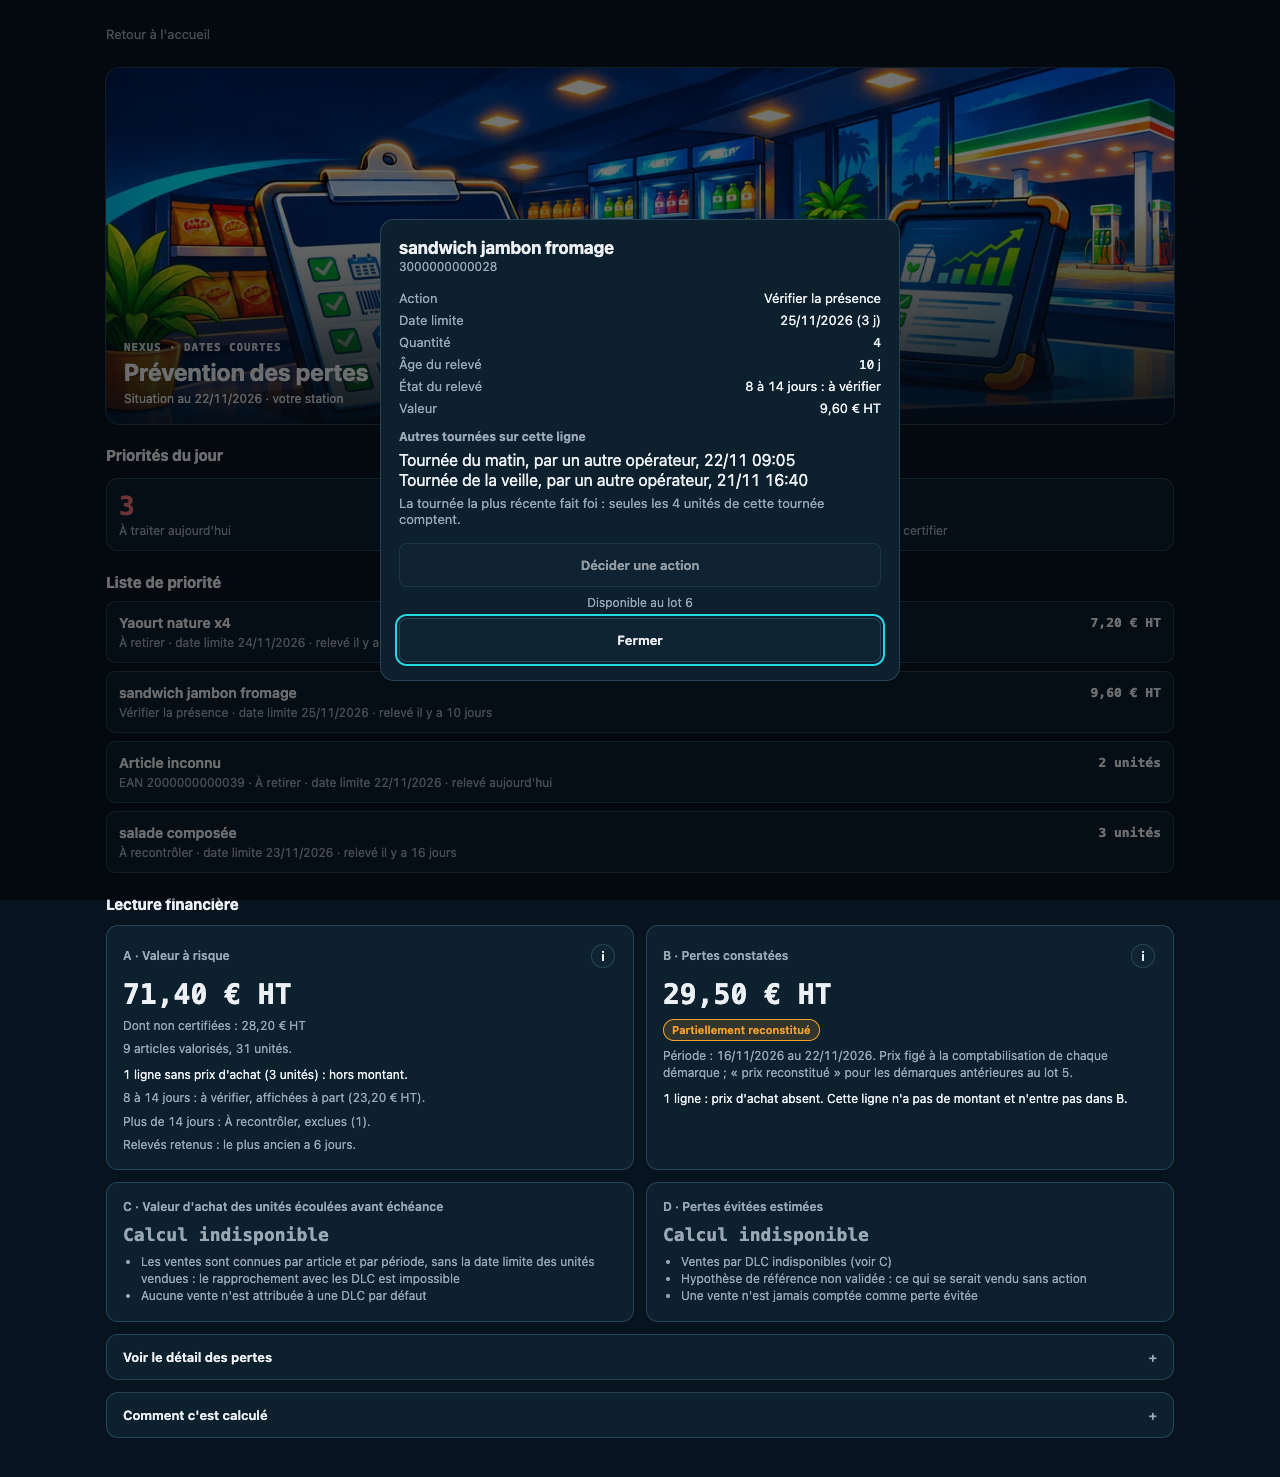 Retour à l'accueil
NEXUS · DATES COURTES
Prévention des pertes
Situation au 22/11/2026 · votre station
sandwich jambon fromage
3000000000028
Action Vérifier la présence
Date limite 25/11/2026 (3 j)
Quantité 4
Âge du relevé 10 j
État du relevé 8 à 14 jours : à vérifier
Valeur 9,60 € HT
Autres tournées sur cette ligne
Tournée du matin, par un autre opérateur, 22/11 09:05
Tournée de la veille, par un autre opérateur, 21/11 16:40
La tournée la plus récente fait foi : seules les 4 unités de cette tournée
comptent.
Décider une action
Disponible au lot 6
Fermer
Priorités du jour
3
À traiter aujourd'hui
certifier
Liste de priorité
Yaourt nature x4 7,20 € HT
À retirer · date limite 24/11/2026 · relevé il y a
sandwich jambon fromage 9,60 € HT
Vérifier la présence · date limite 25/11/2026 · relevé il y a 10 jours
Article inconnu 2 unités
EAN 2000000000039 · À retirer · date limite 22/11/2026 · relevé aujourd'hui
salade composée 3 unités
À recontrôler · date limite 23/11/2026 · relevé il y a 16 jours
Lecture financière
A · Valeur à risque i
71,40 € HT
Dont non certifiées : 28,20 € HT
9 articles valorisés, 31 unités.
1 ligne sans prix d'achat (3 unités) : hors montant.
8 à 14 jours : à vérifier, affichées à part (23,20 € HT).
Plus de 14 jours : À recontrôler, exclues (1).
Relevés retenus : le plus ancien a 6 jours.
B · Pertes constatées i
29,50 € HT
Partiellement reconstitué
Période : 16/11/2026 au 22/11/2026. Prix figé à la comptabilisation de chaque
démarque ; « prix reconstitué » pour les démarques antérieures au lot 5.
1 ligne : prix d'achat absent. Cette ligne n'a pas de montant et n'entre pas dans B.
C · Valeur d'achat des unités écoulées avant échéance
Calcul indisponible
• Les ventes sont connues par article et par période, sans la date limite des unités
vendues : le rapprochement avec les DLC est impossible
• Aucune vente n'est attribuée à une DLC par défaut
D · Pertes évitées estimées
Calcul indisponible
• Ventes par DLC indisponibles (voir C)
• Hypothèse de référence non validée : ce qui se serait vendu sans action
• Une vente n'est jamais comptée comme perte évitée
Voir le détail des pertes +
Comment c'est calculé +